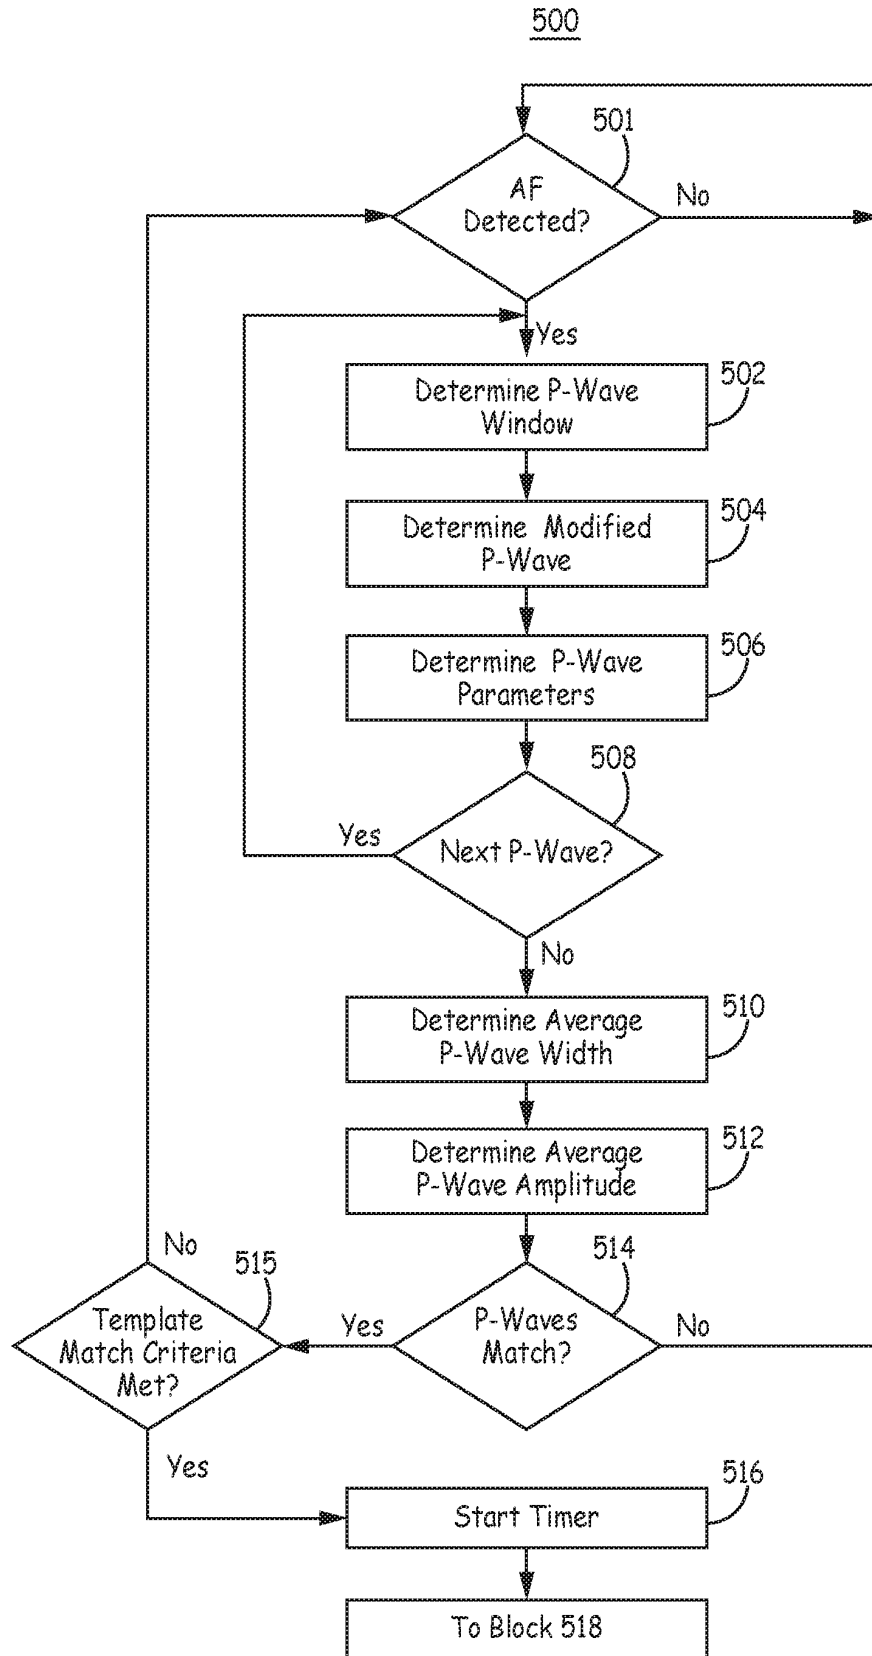 500
501
AF
Detected?
No
Yes
502
Determine P-Wave
Window
504
Determine Modified
P-Wave
506
Determine P-Wave
Parameters
508
Yes
Next P-Wave?
No
510
Determine Average
P-Wave Width
512
Determine Average
P-Wave Amplitude
No
515
514
Template
Match Criteria
Met?
Yes
P-Waves
Match?
No
Yes
516
Start Timer
To Block 518